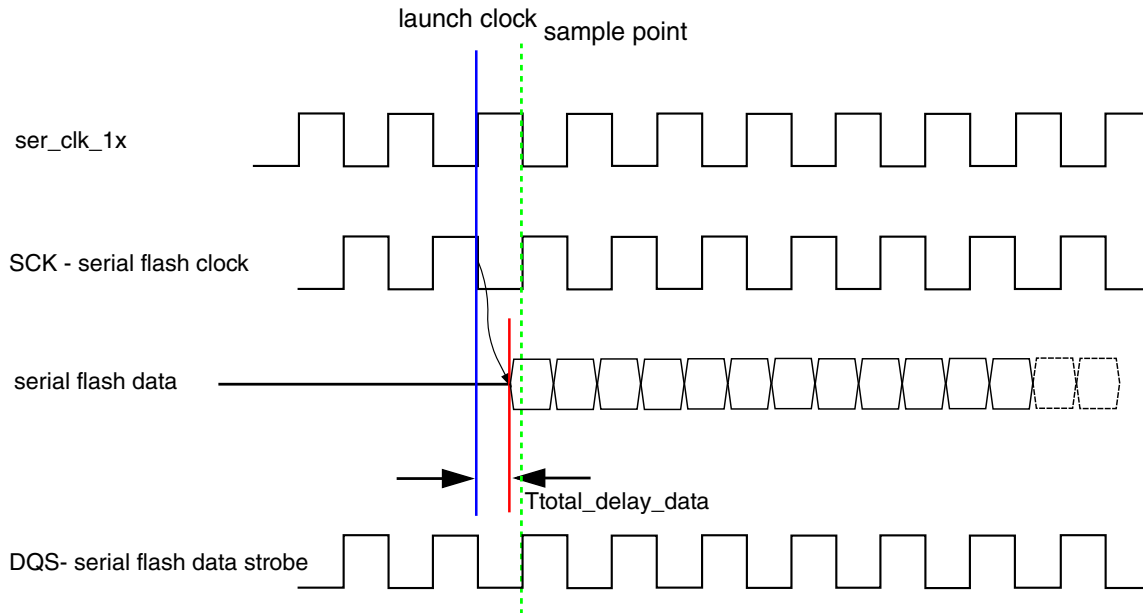 launch clock
sample point
ser_clk_1x
SCK - serial flash clock
serial flash data
Ttotal_delay_data
DQS- serial flash data strobe